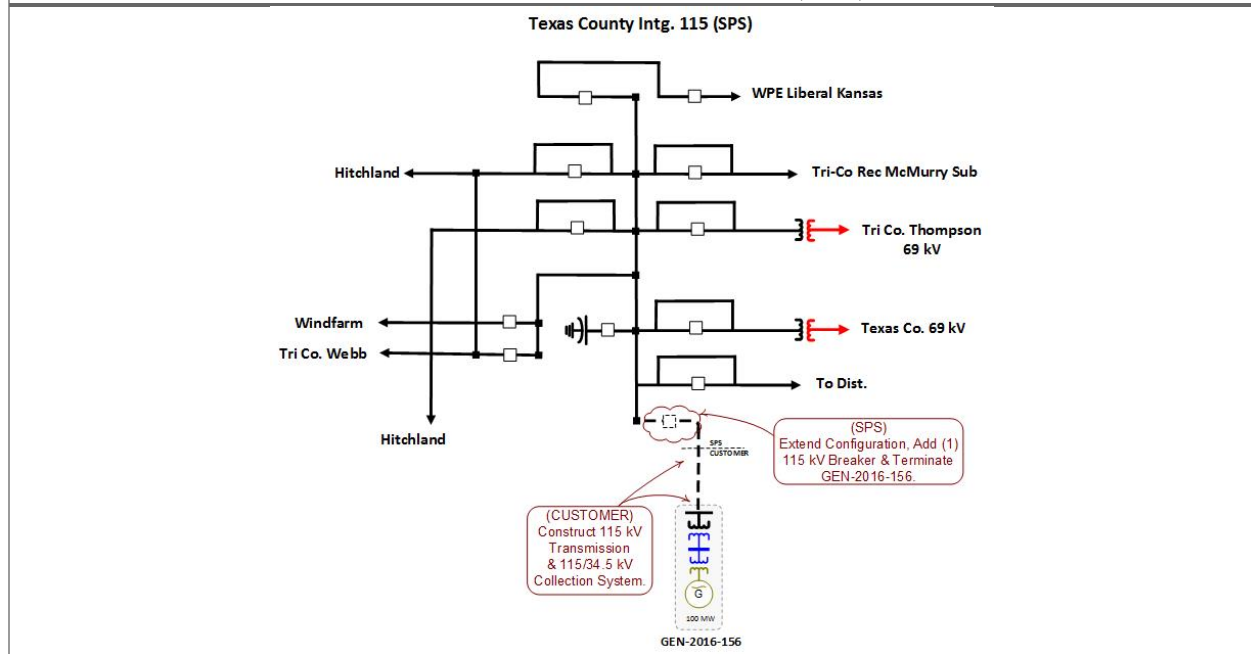 Texas County Intg. 115 (SPS)
WPE Liberal Kansas
Hitchland
Tri-Co Rec McMurry Sub
Tri Co. Thompson
69 kV
Windfarm
Texas Co. 69 kV
Tri Co. Webb
To Dist.
Hitchland
(SPS)
Extend Configuration, Add (1)
115 kV Breaker & Terminate
GEN-2016-156.
SPS
CUSTOMER
(CUSTOMER)
Construct 115 kV
Transmission
& 115/34.5 kV
Collection System.
G
100 MW
GEN-2016-156